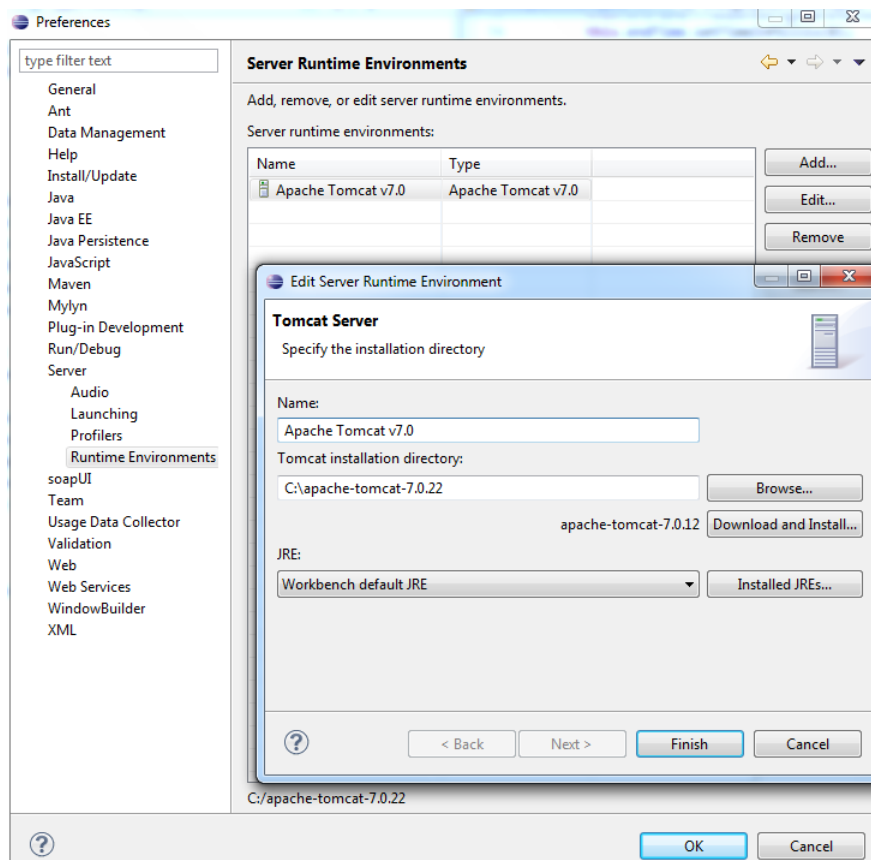 Preferences
type filter text
General
Ant
Data Management
Help
Install/Update
Java
Java EE
Java Persistence
JavaScript
Maven
Mylyn
Plug-in Development
Run/Debug
Server
Audio
Launching
Profilers
Runtime Environments
soapUI
Team
Usage Data Collector
Validation
Web
Web Services
WindowBuilder
XML
Server Runtime Environments
Add, remove, or edit server runtime environments.
Server runtime environments:
Name Type
Apache Tomcat v7.0 Apache Tomcat v7.0
Add...
Edit...
Remove
Edit Server Runtime Environment
Tomcat Server
Specify the installation directory
Name:
Apache Tomcat v7.0
Tomcat installation directory:
C:\apache-tomcat-7.0.22 Browse...
apache-tomcat-7.0.12 Download and Install...
JRE:
Workbench default JRE Installed JREs...
? < Back Next > Finish Cancel
C:/apache-tomcat-7.0.22
? OK Cancel